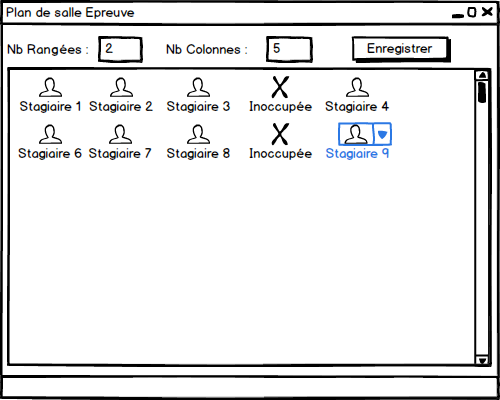 Plan de salle Epreuve
Nb Rangées : 2 Nb Colonnes : 5 Enregistrer
Stagiaire 1 Stagiaire 2 Stagiaire 3 Inoccupée Stagiaire 4
Stagiaire 6 Stagiaire 7 Stagiaire 8 Inoccupée Stagiaire 9